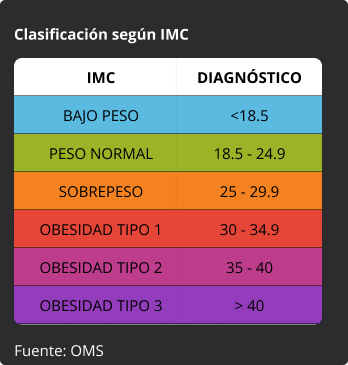 Clasificación según IMC
IMC DIAGNÓSTICO
BAJO PESO <18.5
PESO NORMAL 18.5 - 24.9
SOBREPESO 25 - 29.9
OBESIDAD TIPO 1 30 - 34.9
OBESIDAD TIPO 2 35 - 40
OBESIDAD TIPO 3 > 40
Fuente: OMS